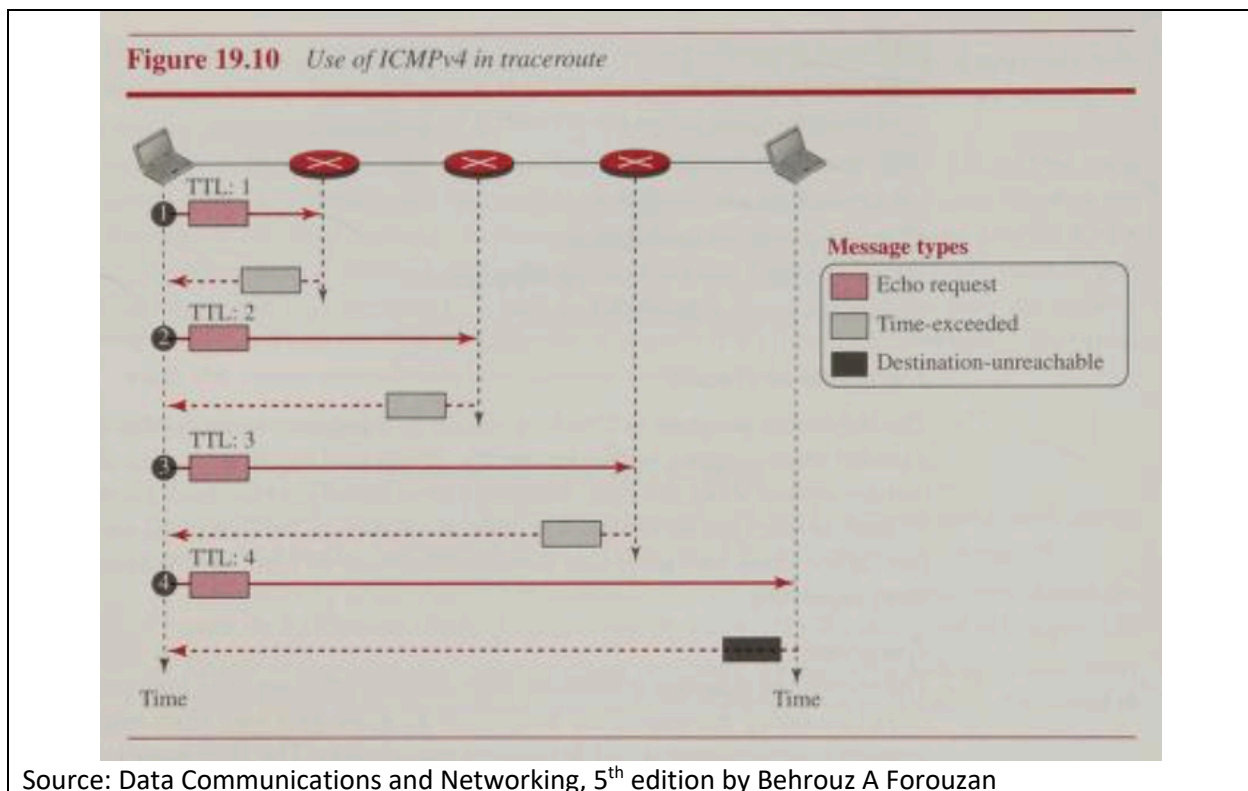 Figure 19.10 Use of ICMPv4 in traceroute
TTL: 1
1
TTL: 2
2
TTL: 3
3
TTL: 4
4
Time
Time
Message types
Echo request
Time-exceeded
Destination-unreachable
Source: Data Communications and Networking, 5th edition by Behrouz A Forouzan